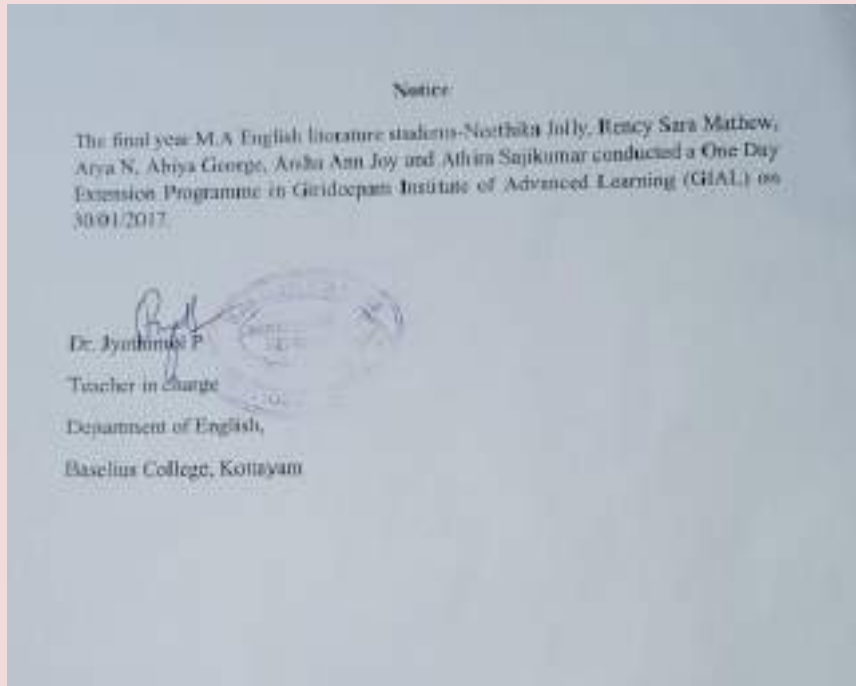 Notice
The final year M.A English literature students-Neethika Jolly, Rency Sara Mathew,
Arya N, Abiya George, Ansha Ann Joy and Athira Sajikumar conducted a One Day
Extension Programme in Girideepam Institute of Advanced Learning (GIAL) on
30/01/2017.
Dr. Jyothimol P
Teacher in charge
Department of English,
Baselius College, Kottayam